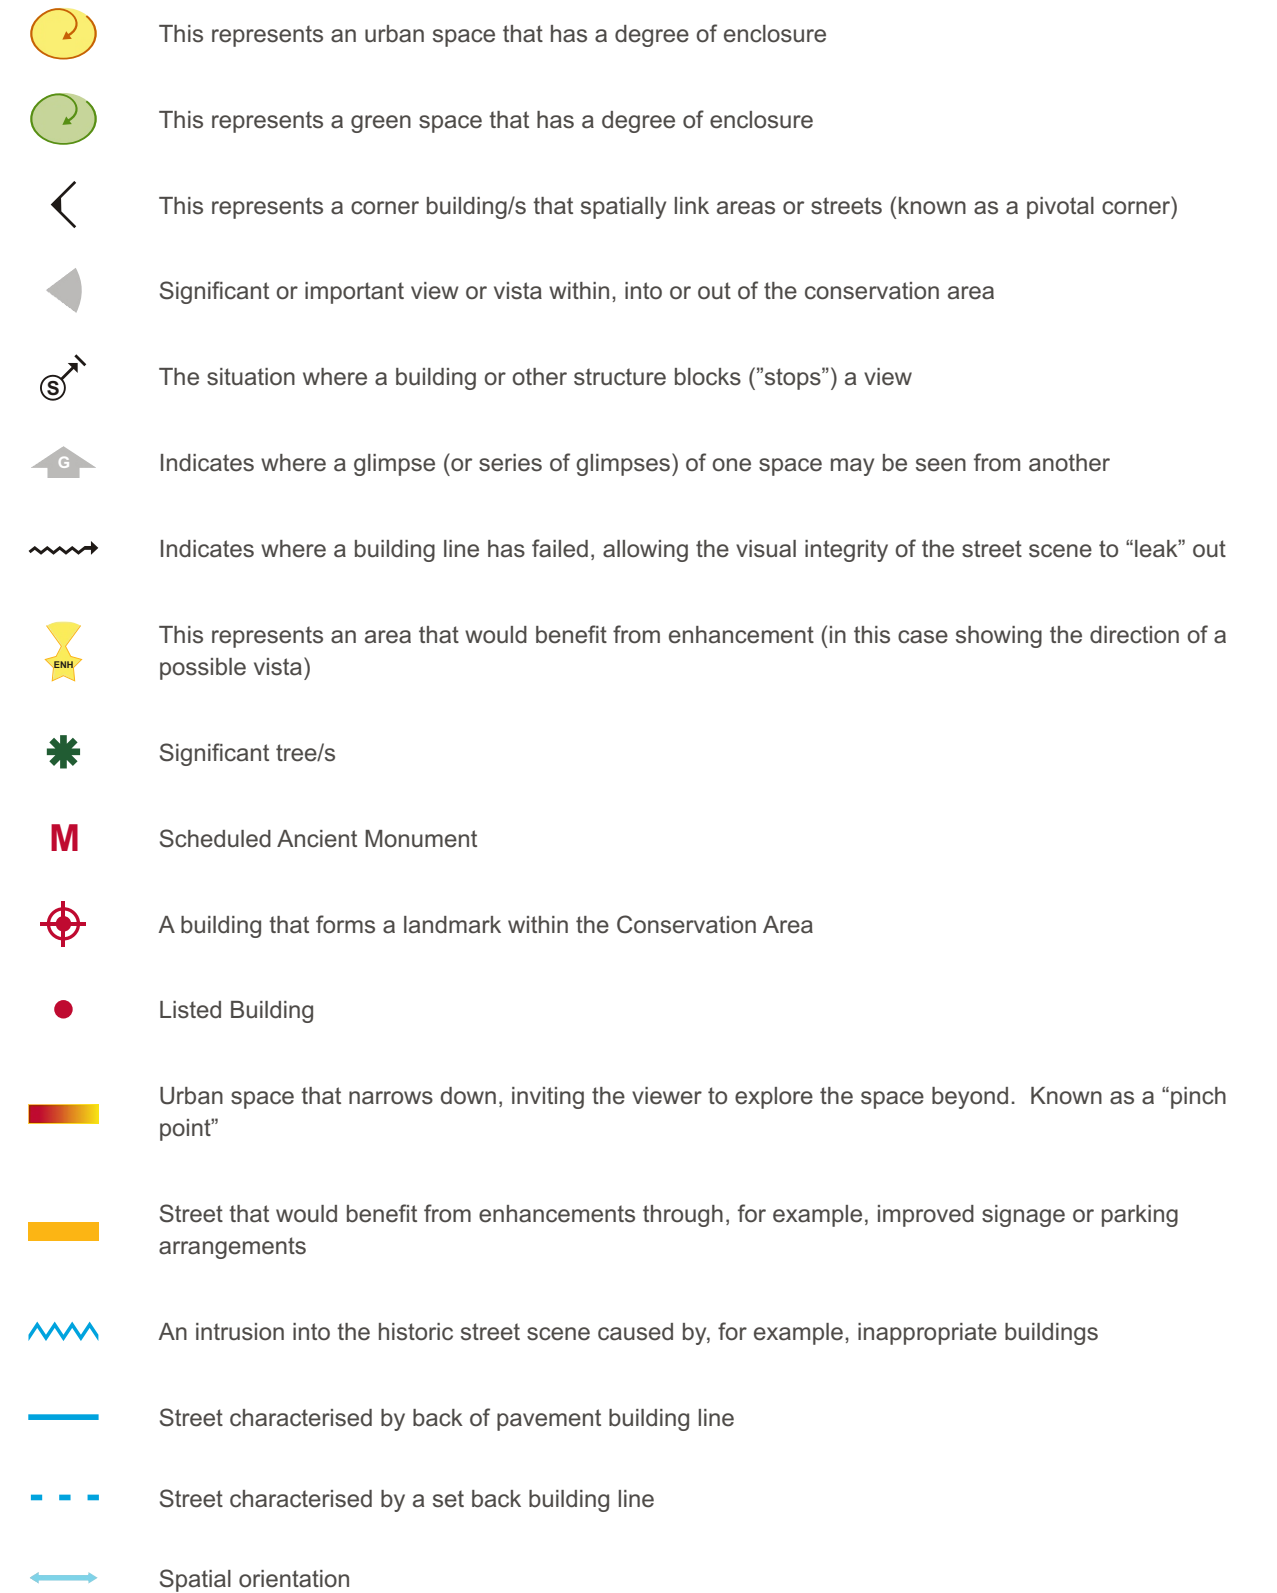 This represents an urban space that has a degree of enclosure
This represents a green space that has a degree of enclosure
This represents a corner building/s that spatially link areas or streets (known as a pivotal corner)
Significant or important view or vista within, into or out of the conservation area
S
The situation where a building or other structure blocks (”stops”) a view
G
Indicates where a glimpse (or series of glimpses) of one space may be seen from another
Indicates where a building line has failed, allowing the visual integrity of the street scene to “leak” out
ENH
This represents an area that would benefit from enhancement (in this case showing the direction of a
possible vista)
Significant tree/s
M
Scheduled Ancient Monument
A building that forms a landmark within the Conservation Area
Listed Building
Urban space that narrows down, inviting the viewer to explore the space beyond.  Known as a “pinch
point”
Street that would benefit from enhancements through, for example, improved signage or parking
arrangements
An intrusion into the historic street scene caused by, for example, inappropriate buildings
Street characterised by back of pavement building line
Street characterised by a set back building line
Spatial orientation